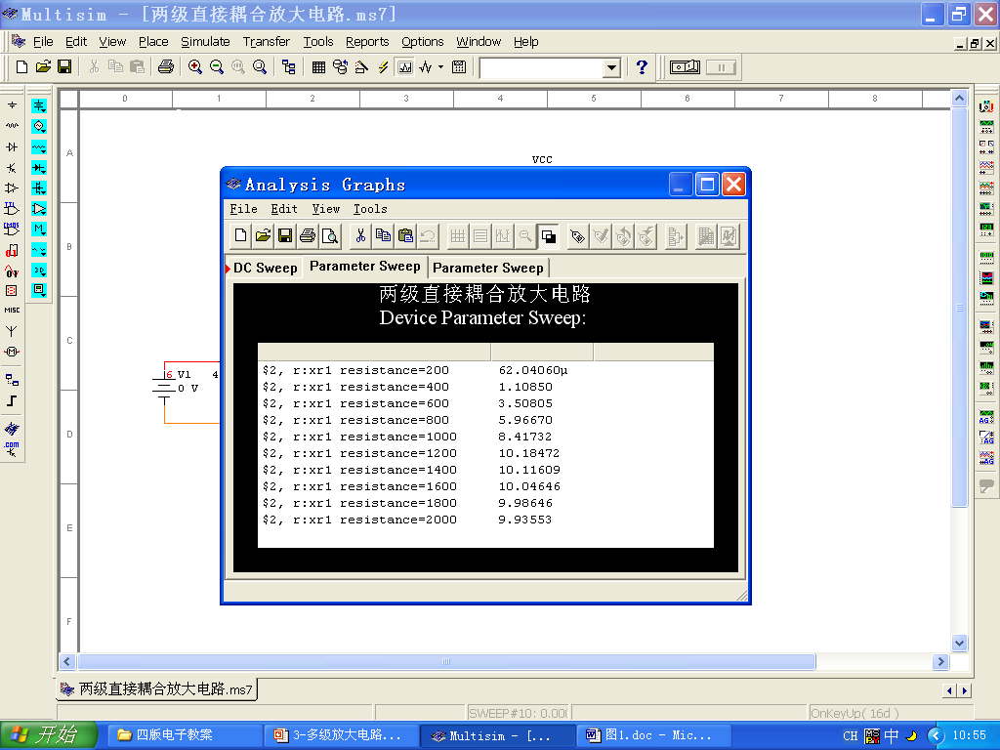 Multisim - [两级直接耦合放大电路.ms7]
File Edit View Place Simulate Transfer Tools Reports Options Window Help
0 1 2 3 4 5 6 7 8
A
B
C
D
E
F
VCC
6 V1 4
0 V
TTL
CMOS
MISC
.COM
M
3D
AG
AG
AG
Analysis Graphs
File Edit View Tools
DC Sweep Parameter Sweep Parameter Sweep
两级直接耦合放大电路
Device Parameter Sweep:
$2, r:xr1 resistance=200 62.04060µ
$2, r:xr1 resistance=400 1.10850
$2, r:xr1 resistance=600 3.50805
$2, r:xr1 resistance=800 5.96670
$2, r:xr1 resistance=1000 8.41732
$2, r:xr1 resistance=1200 10.18472
$2, r:xr1 resistance=1400 10.11609
$2, r:xr1 resistance=1600 10.04646
$2, r:xr1 resistance=1800 9.98646
$2, r:xr1 resistance=2000 9.93553
两级直接耦合放大电路.ms7
SWEEP#10: 0.00( OnKeyUp( 16d )
开始 四版电子教案 3-多级放大电路... Multisim - [... 图1.doc - Mic... CH 中 10:55